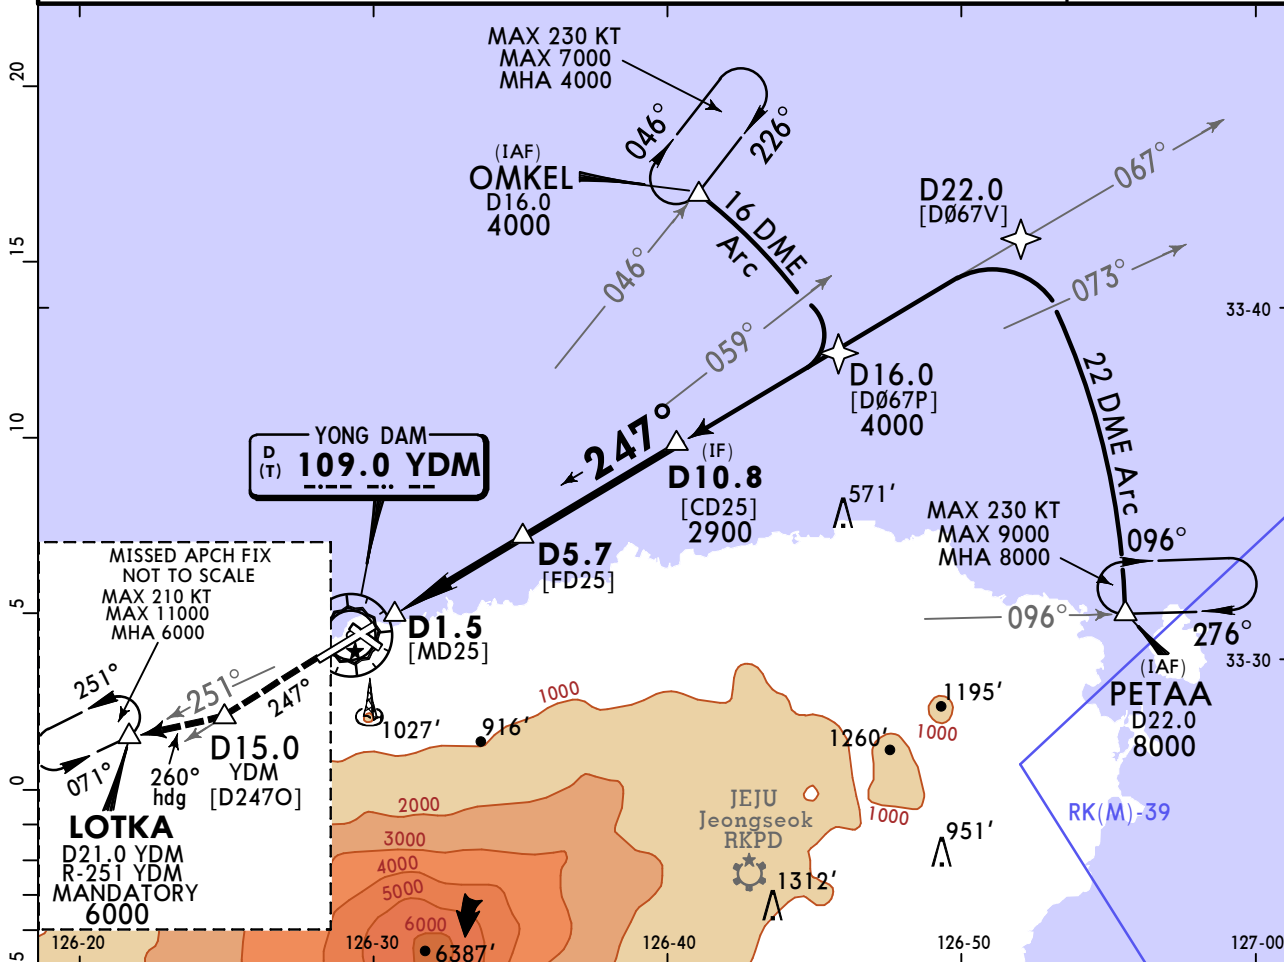 MAX 230 KT
MAX 7000
MHA 4000
046°
226°
(IAF)
OMKEL
D16.0
4000
16 DME
Arc
046°
059°
D22.0
[DØ67V]
067°
073°
33-40
20
15
10
5
0
5
D16.0
[DØ67P]
4000
22 DME Arc
247°
(IF)
D10.8
[CD25]
2900
YONG DAM
D
(T)
109.0 YDM
D5.7
[FD25]
D1.5
[MD25]
571'
MAX 230 KT
MAX 9000
MHA 8000
096°
096°
276°
33-30
(IAF)
PETAA
D22.0
8000
MISSED APCH FIX
NOT TO SCALE
MAX 210 KT
MAX 11000
MHA 6000
251°
251°
247°
071°
260°
hdg
D15.0
YDM
[D247O]
LOTKA
D21.0 YDM
R-251 YDM
MANDATORY
6000
1027'
916'
1000
1195'
1000
1260'
1000
951'
RK(M)-39
JEJU
Jeongseok
RKPD
1312'
2000
3000
4000
5000
6000
6387'
126-20
126-30
126-40
126-50
127-00